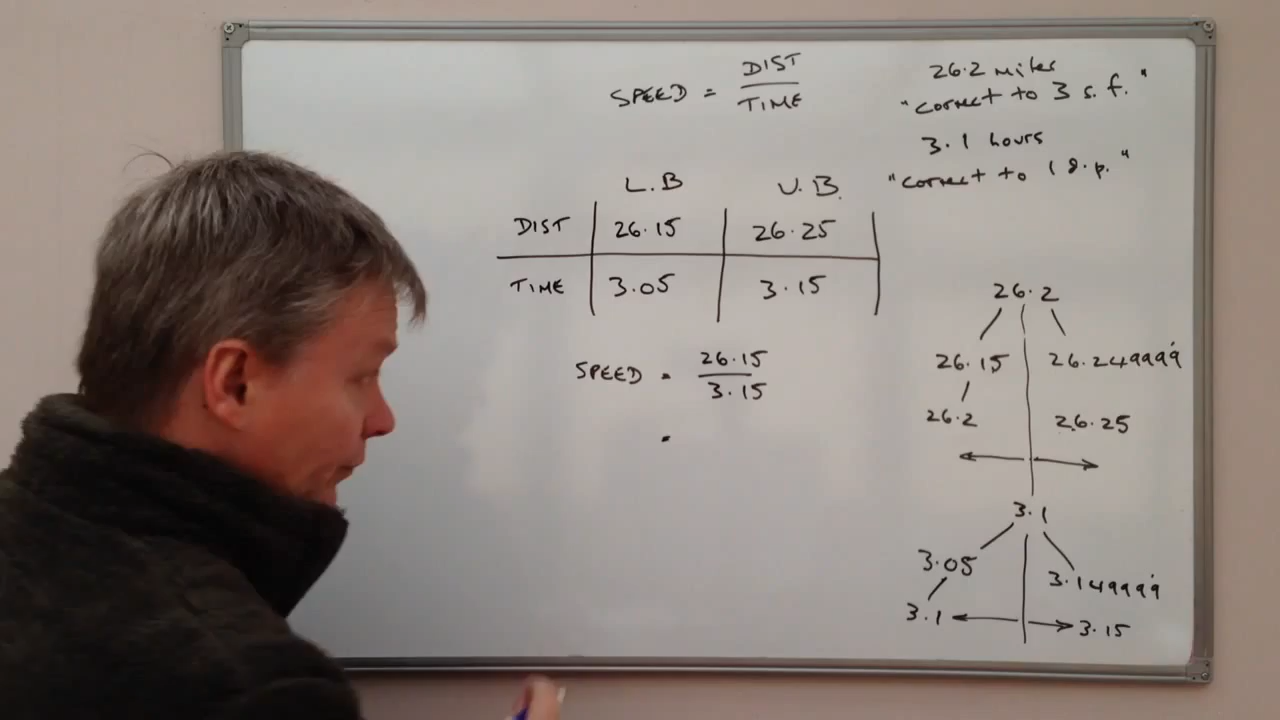 SPEED = DIST
TIME
26.2 miles
"correct to 3 s.f."
3.1 hours
"correct to 1 d.p."
L.B U.B.
DIST 26.15 26.25
TIME 3.05 3.15
SPEED = 26.15
3.15
=
26.2
26.15 26.249999
26.2 26.25
3.1
3.05 3.149999
3.1 3.15